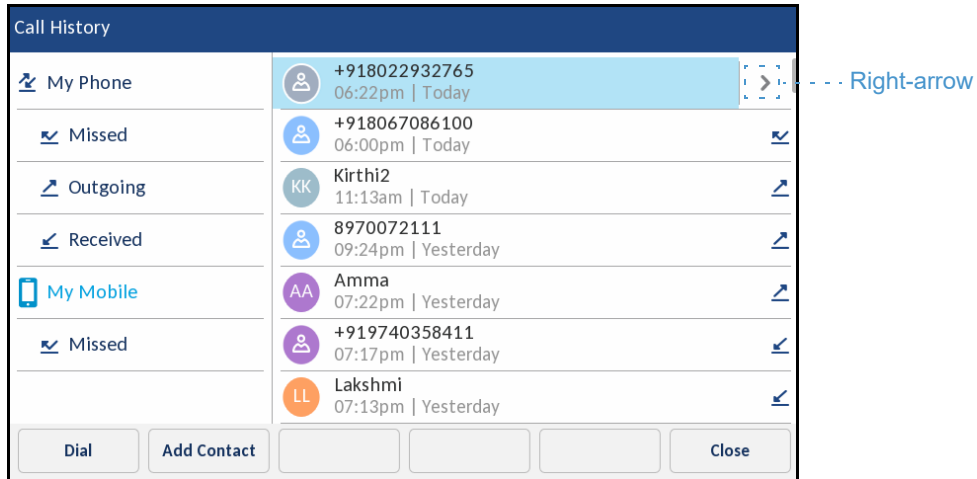 Call History
My Phone
Missed
Outgoing
Received
My Mobile
Missed
+918022932765
06:22pm | Today
Right-arrow
+918067086100
06:00pm | Today
KK
Kirthi2
11:13am | Today
8970072111
09:24pm | Yesterday
AA
Amma
07:22pm | Yesterday
+919740358411
07:17pm | Yesterday
LL
Lakshmi
07:13pm | Yesterday
Dial
Add Contact
Close